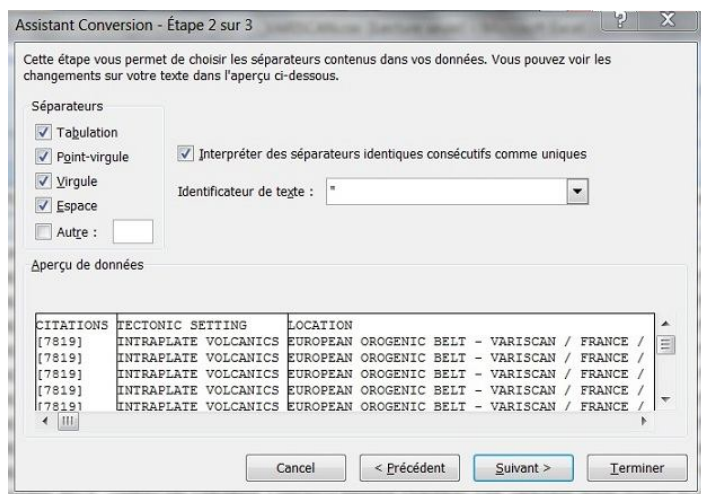 Assistant Conversion - Étape 2 sur 3
Cette étape vous permet de choisir les séparateurs contenus dans vos données. Vous pouvez voir les
changements sur votre texte dans l'aperçu ci-dessous.
Séparateurs
Tabulation
Point-virgule
Virgule
Espace
Autre :
Interpréter des séparateurs identiques consécutifs comme uniques
Identificateur de texte : "
Aperçu de données
CITATIONS TECTONIC SETTING LOCATION
[7819] INTRAPLATE VOLCANICS EUROPEAN OROGENIC BELT - VARISCAN / FRANCE /
[7819] INTRAPLATE VOLCANICS EUROPEAN OROGENIC BELT - VARISCAN / FRANCE /
[7819] INTRAPLATE VOLCANICS EUROPEAN OROGENIC BELT - VARISCAN / FRANCE /
[7819] INTRAPLATE VOLCANICS EUROPEAN OROGENIC BELT - VARISCAN / FRANCE /
[7819] INTRAPLATE VOLCANICS EUROPEAN OROGENIC BELT - VARISCAN / FRANCE /
Cancel < Précédent Suivant > Terminer